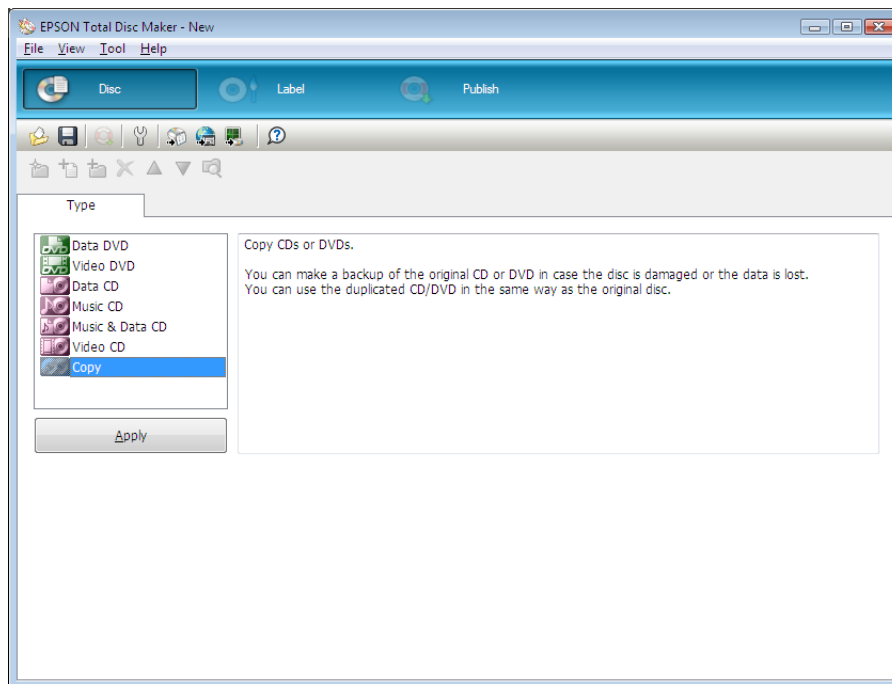 EPSON Total Disc Maker - New
File View Tool Help
Disc Label Publish
Type
DVD Data DVD
DVD Video DVD
Data CD
Music CD
Music & Data CD
Video CD
Copy
Apply
Copy CDs or DVDs.
You can make a backup of the original CD or DVD in case the disc is damaged or the data is lost.
You can use the duplicated CD/DVD in the same way as the original disc.